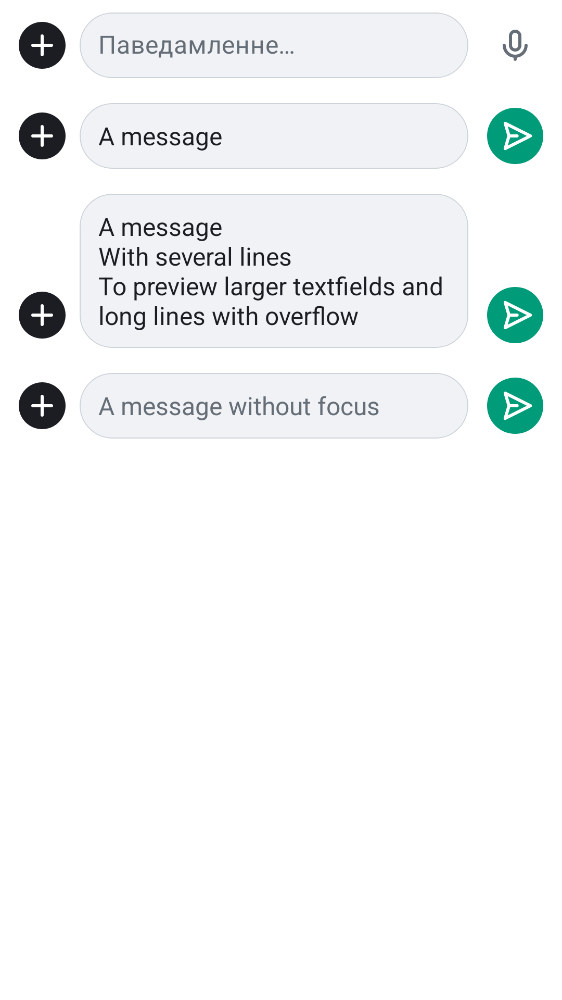 Паведамленне…
A message
A message
With several lines
To preview larger textfields and
long lines with overflow
A message without focus